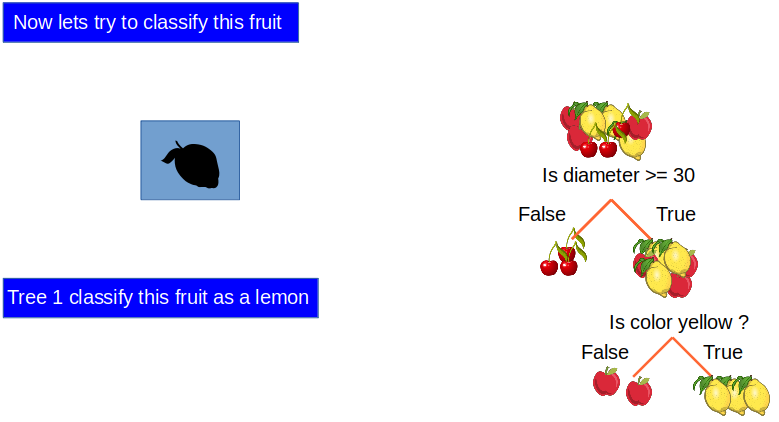 Now lets try to classify this fruit
Is diameter >= 30
False
True
Tree 1 classify this fruit as a lemon
Is color yellow ?
False
True